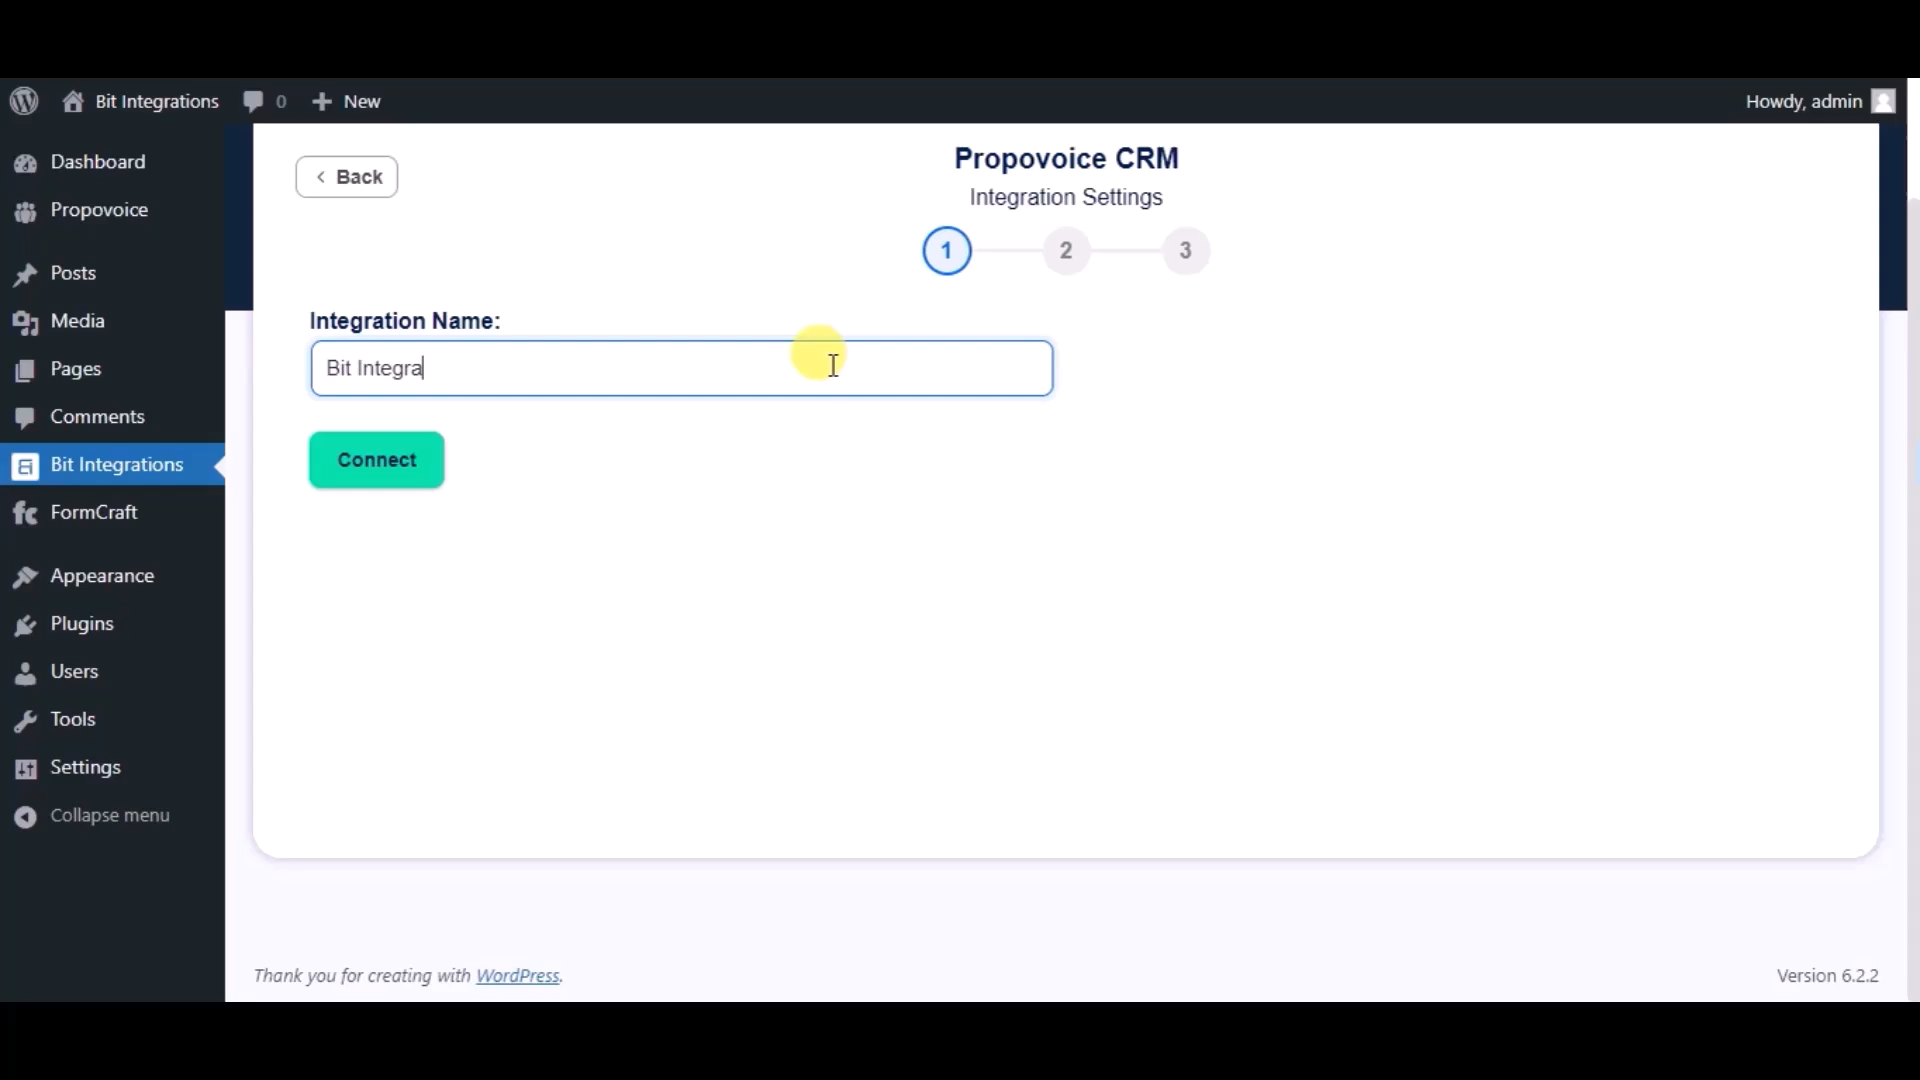 Bit Integrations 0 New Howdy, admin
Dashboard
Propovoice
Posts
Media
Pages
Comments
Bit Integrations
FormCraft
Appearance
Plugins
Users
Tools
Settings
Collapse menu
Back
Propovoice CRM
Integration Settings
1 2 3
Integration Name:
Bit Integra
Connect
Thank you for creating with WordPress.
Version 6.2.2